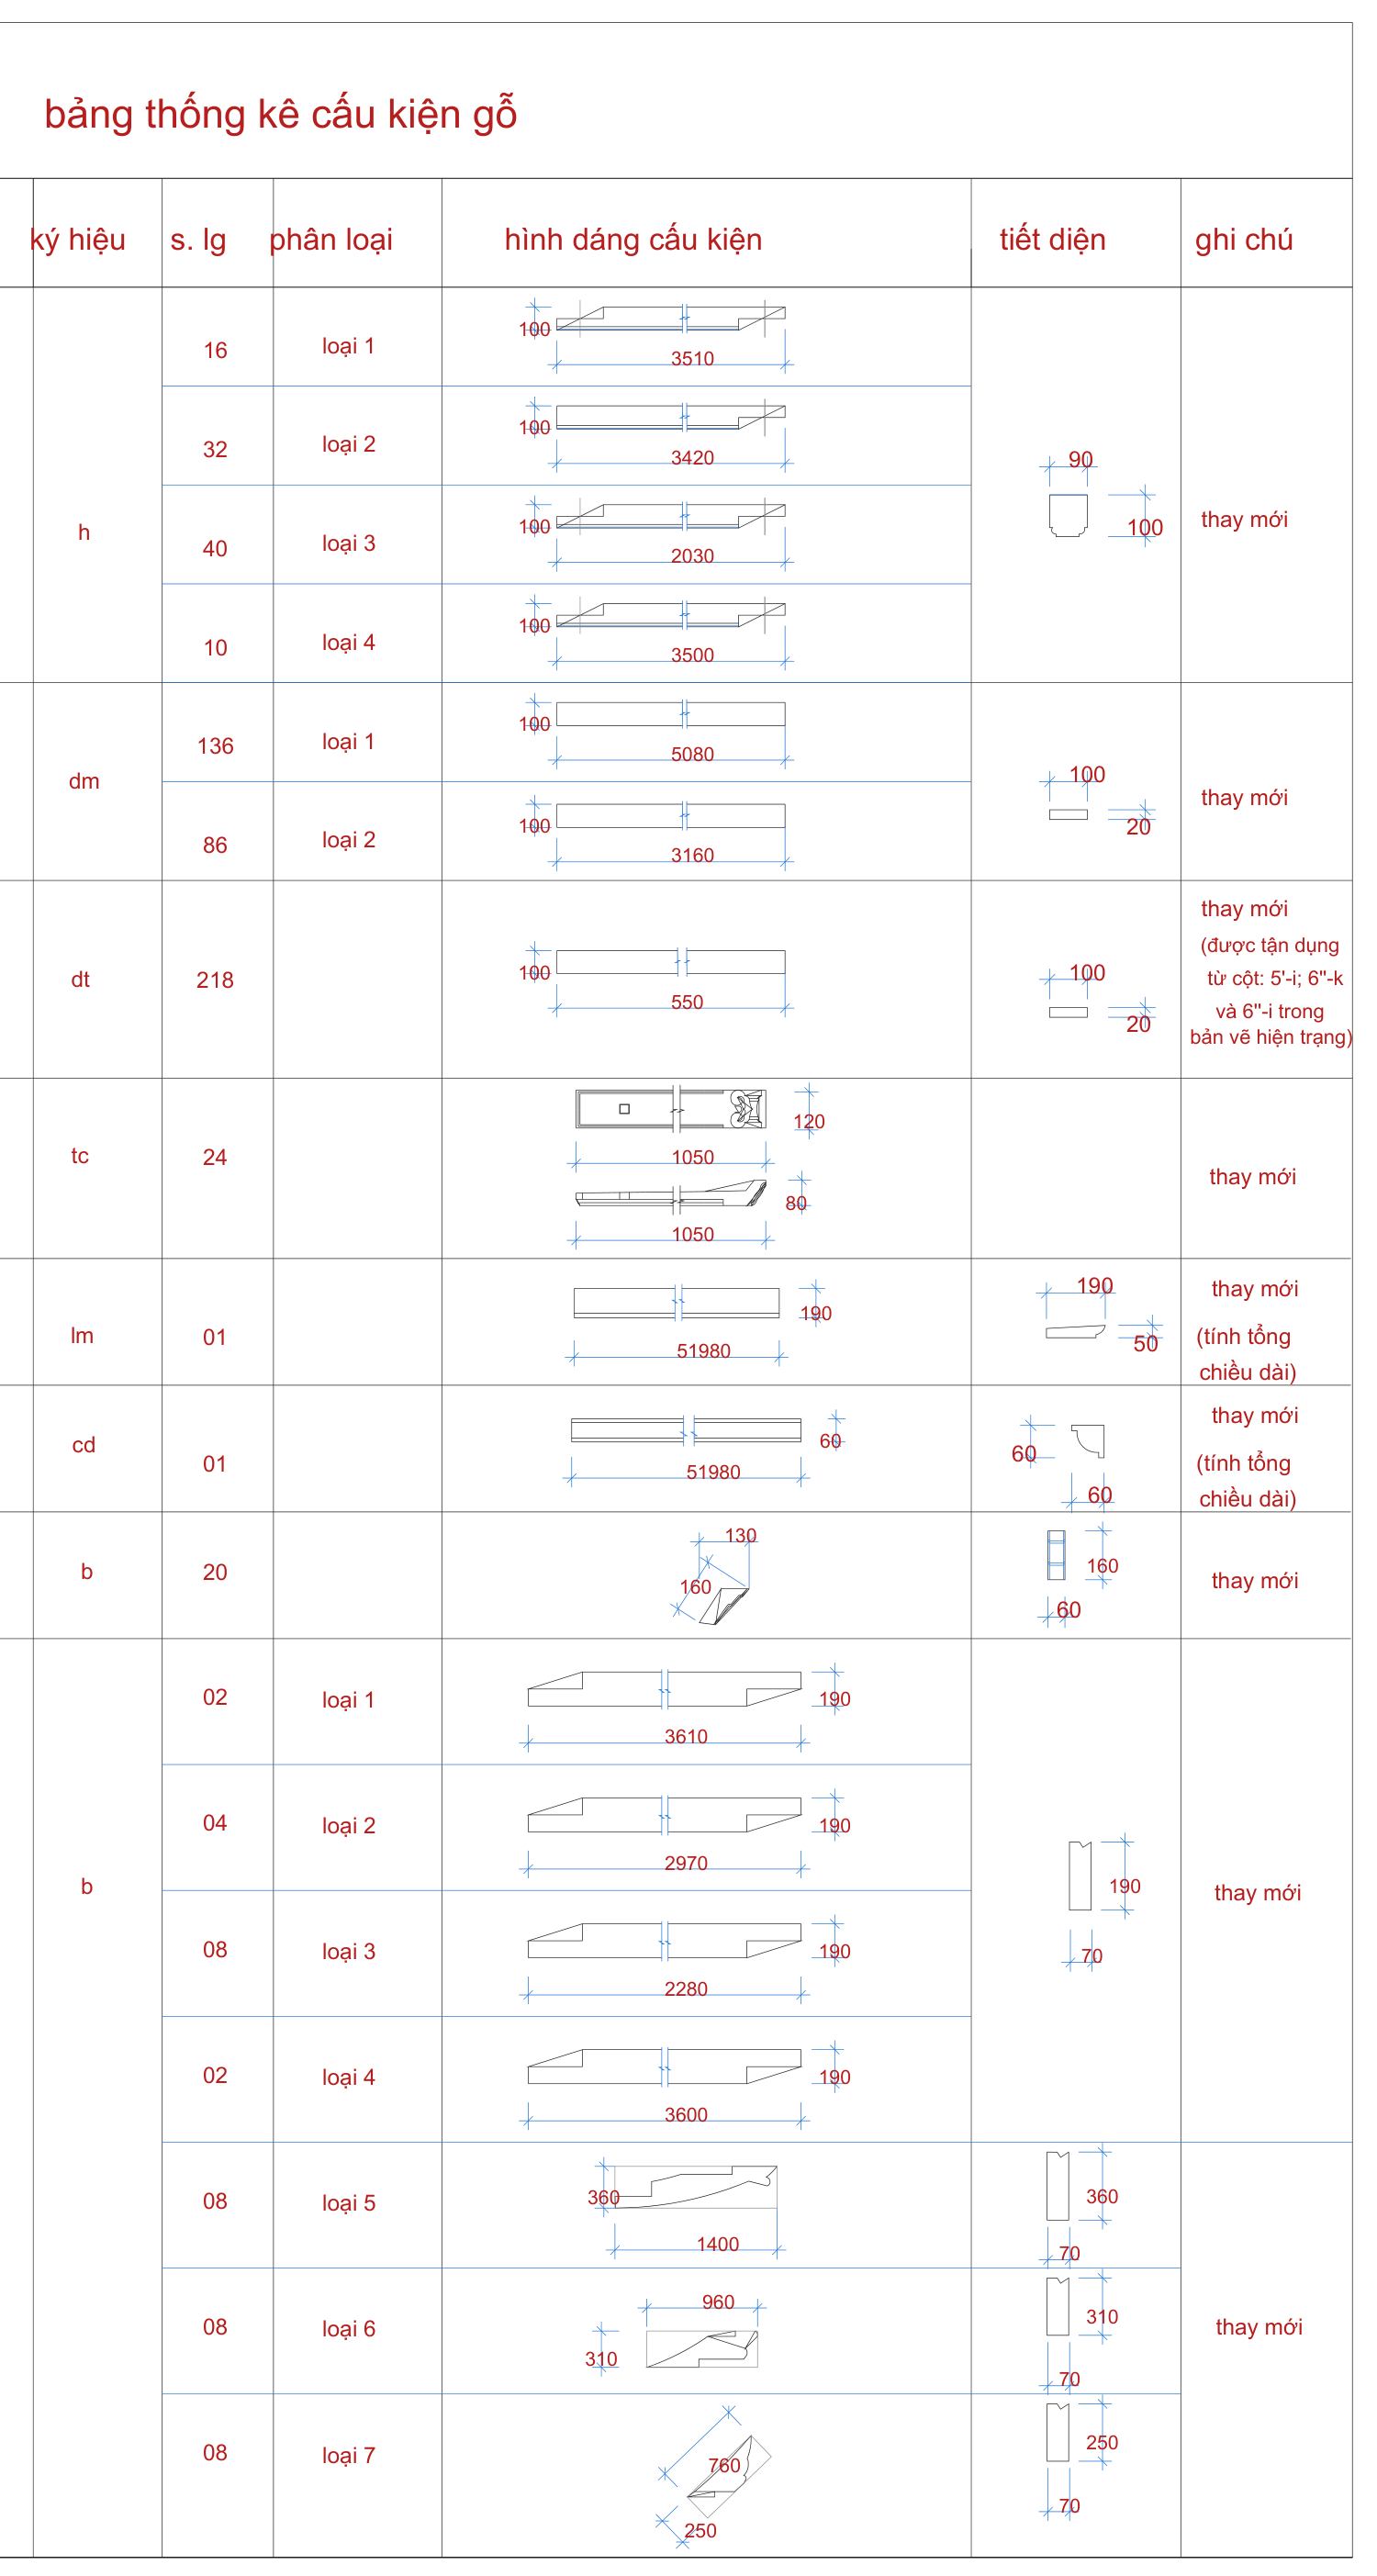 bảng thống kê cấu kiện gỗ
ký hiệu s. lg phân loại hình dáng cấu kiện tiết diện ghi chú
h
16 loại 1 100 3510
32 loại 2 100 3420
40 loại 3 100 2030
10 loại 4 100 3500
90
100
thay mới
dm
136 loại 1 100 5080
86 loại 2 100 3160
100
20
thay mới
dt 218 100 550
100
20
thay mới
(được tận dụng
từ cột: 5'-i; 6"-k
và 6"-i trong
bản vẽ hiện trạng)
tc 24
120
1050
80
1050
thay mới
lm 01
190
51980
190
50
thay mới
(tính tổng
chiều dài)
cd 01
60
51980
60
60
thay mới
(tính tổng
chiều dài)
b 20
130
160
160
60
thay mới
b
02 loại 1 190 3610
04 loại 2 190 2970
08 loại 3 190 2280
02 loại 4 190 3600
190
70
thay mới
08 loại 5 360 1400 360 70
08 loại 6 960 310 310 70
thay mới
08 loại 7 760 250 250 70